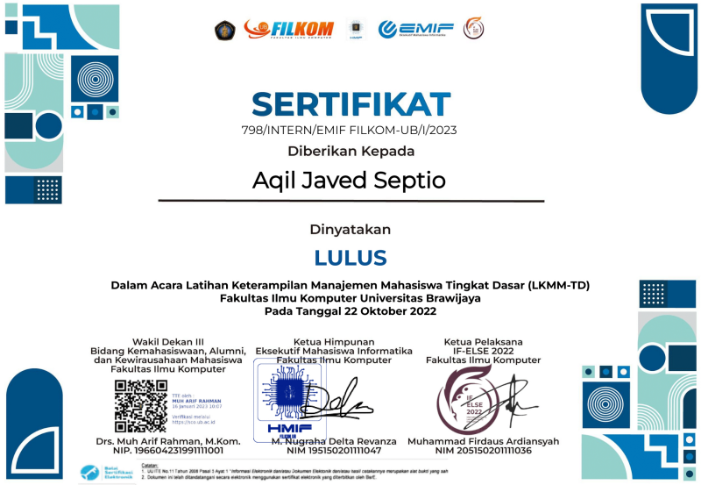 FILKOM
EMIF
SERTIFIKAT
798/INTERN/EMIF FILKOM-UB/I/2023
Diberikan Kepada
Aqil Javed Septio
Dinyatakan
LULUS
Dalam Acara Latihan Keterampilan Manajemen Mahasiswa Tingkat Dasar (LKMM-TD)
Fakultas Ilmu Komputer Universitas Brawijaya
Pada Tanggal 22 Oktober 2022
Wakil Dekan III
Bidang Kemahasiswaan, Alumni,
dan Kewirausahaan Mahasiswa
Fakultas Ilmu Komputer
MUH ARIF RAHMAN
Drs. Muh Arif Rahman, M.Kom.
NIP. 196604231991111001
Ketua Himpunan
Eksekutif Mahasiswa Informatika
Fakultas Ilmu Komputer
HMIF
M. Nugraha Delta Revanza
NIM 195150201111047
Ketua Pelaksana
IF-ELSE 2022
Fakultas Ilmu Komputer
IF
ELSE
2022
Muhammad Firdaus Ardiansyah
NIM 205150201111036
Balai
Sertifikasi
Elektronik
Catatan:
1. UU ITE No.11 Tahun 2008 Pasal 5 Ayat 1 "Informasi Elektronik dan/atau Dokumen Elektronik dan/atau hasil cetakannya merupakan alat bukti yang sah
2. Dokumen ini telah ditandatangani secara elektronik menggunakan sertifikat elektronik yang diterbitkan oleh BSrE.